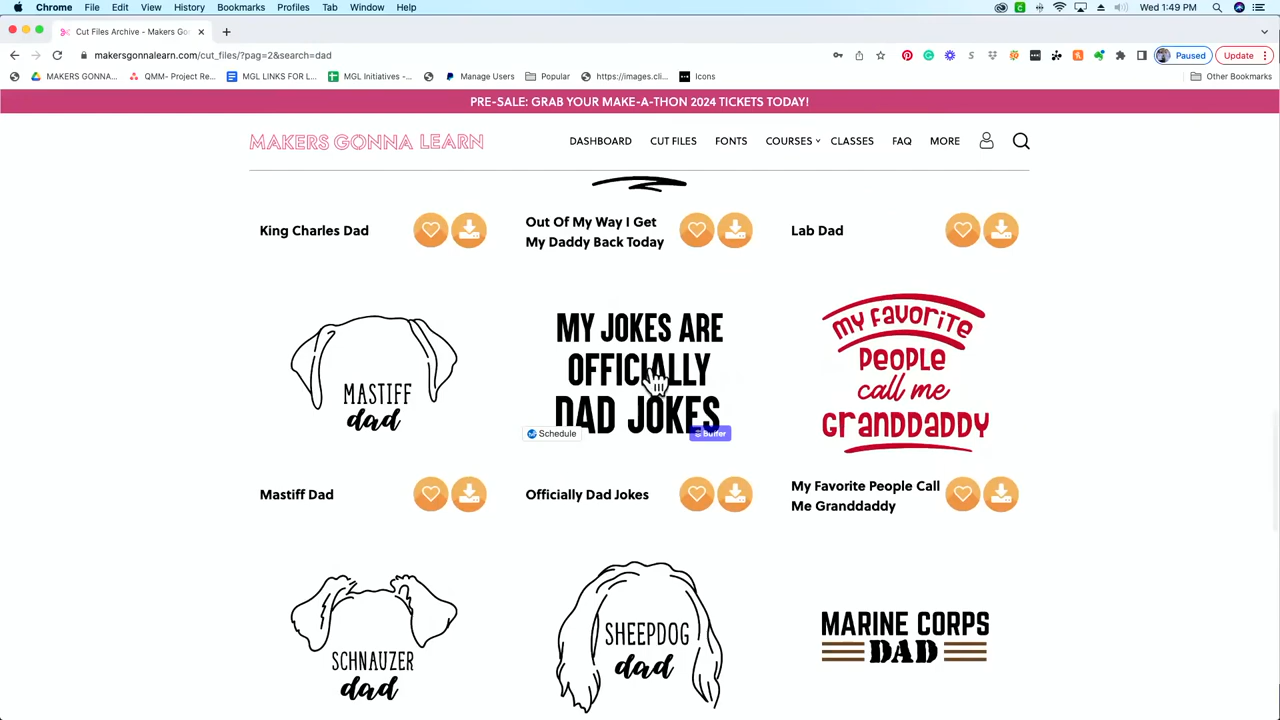 Chrome File Edit View History Bookmarks Profiles Tab Window Help Wed 1:49 PM
Cut Files Archive - Makers Go
makersgonnalearn.com/cut_files/?pag=2&search=dad Paused Update
MAKERS GONNA... QMM- Project Re... MGL LINKS FOR L... MGL Initiatives -... Manage Users Popular https://images.cli... Icons Other Bookmarks
PRE-SALE: GRAB YOUR MAKE-A-THON 2024 TICKETS TODAY!
MAKERS GONNA LEARN DASHBOARD CUT FILES FONTS COURSES CLASSES FAQ MORE
King Charles Dad
Out Of My Way I Get
My Daddy Back Today
Lab Dad
MASTIFF
dad
MY JOKES ARE
OFFICIALLY
DAD JOKES
Schedule Buffer
MY FAVORITE
PEOPLE
call me
GRANDDADDY
Mastiff Dad
Officially Dad Jokes
My Favorite People Call
Me Granddaddy
SCHNAUZER
dad
SHEEPDOG
dad
MARINE CORPS
DAD